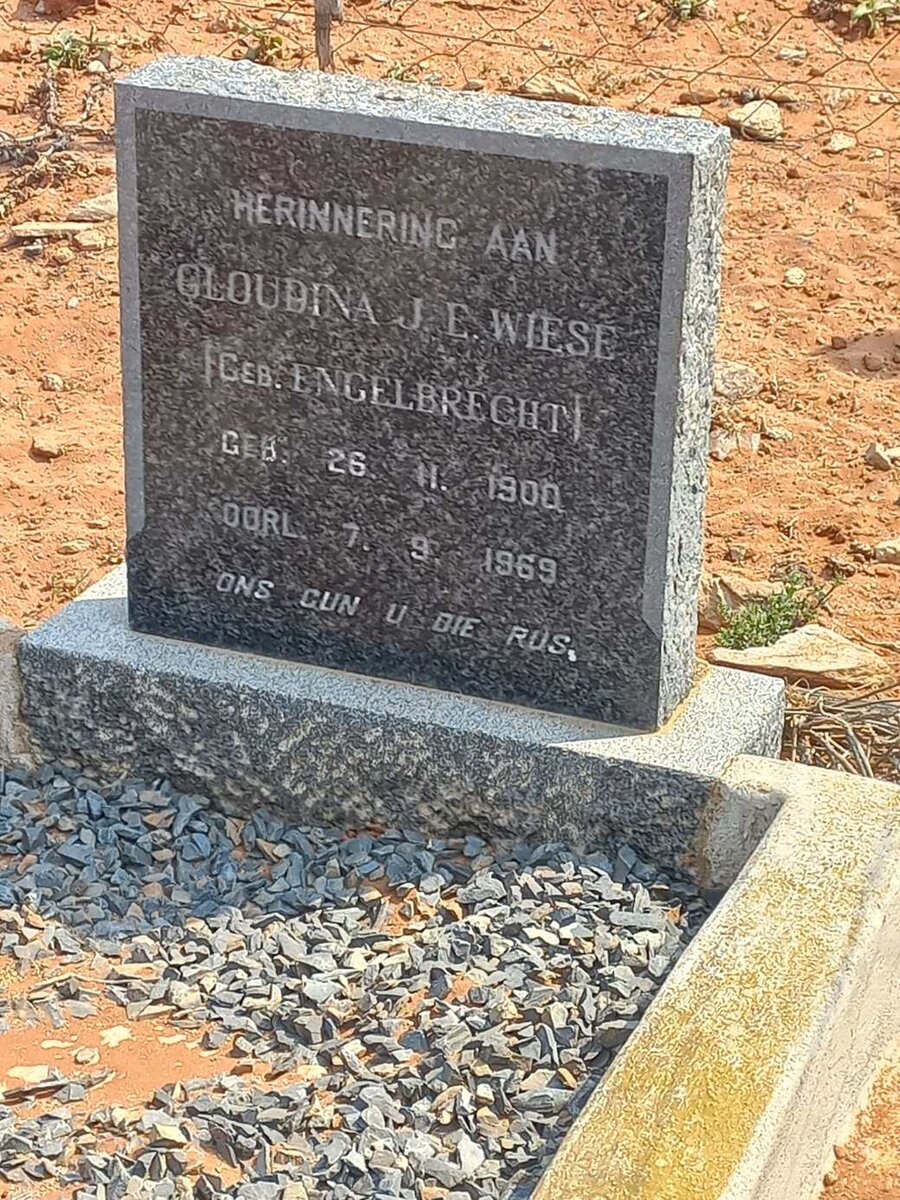 HERINNERING AAN
CLOUDINA J. E. WIESE
(GEB. ENGELBRECHT)
GEB. 26. 11. 1900.
OORL. 7. 9. 1969.
ONS GUN U DIE RUS.